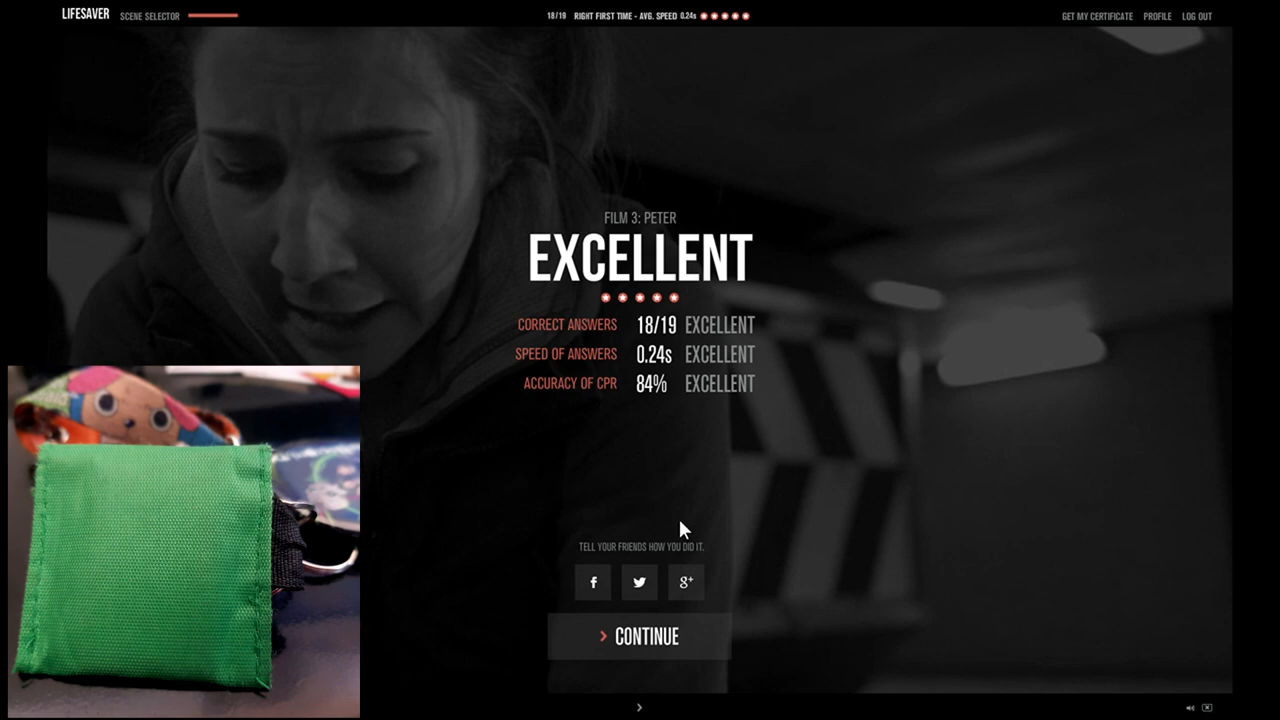 LIFESAVER SCENE SELECTOR
18/19 RIGHT FIRST TIME - AVG. SPEED 0.24s
GET MY CERTIFICATE PROFILE LOG OUT
FILM 3: PETER
EXCELLENT
CORRECT ANSWERS 18/19 EXCELLENT
SPEED OF ANSWERS 0.24s EXCELLENT
ACCURACY OF CPR 84% EXCELLENT
TELL YOUR FRIENDS HOW YOU DID IT.
f g+
> CONTINUE